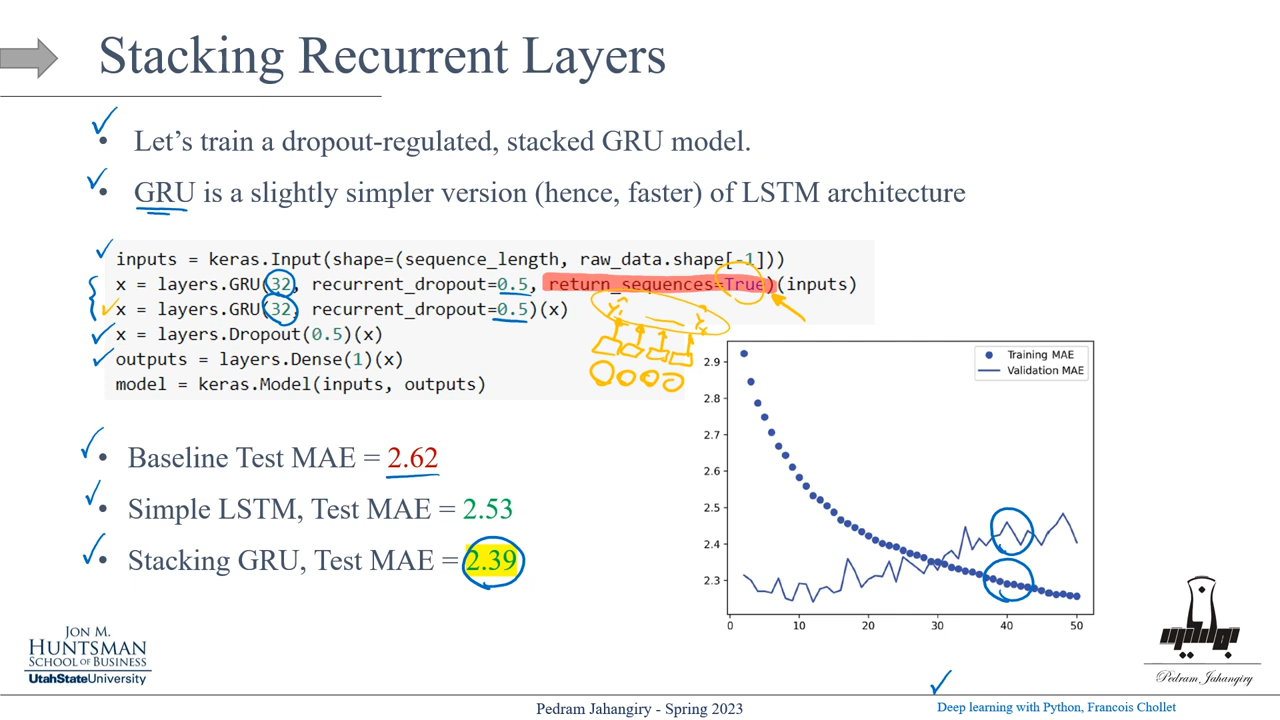 Stacking Recurrent Layers
• Let's train a dropout-regulated, stacked GRU model.
• GRU is a slightly simpler version (hence, faster) of LSTM architecture
inputs = keras.Input(shape=(sequence_length, raw_data.shape[-1]))
x = layers.GRU(32, recurrent_dropout=0.5, return_sequences=True)(inputs)
x = layers.GRU(32, recurrent_dropout=0.5)(x)
x = layers.Dropout(0.5)(x)
outputs = layers.Dense(1)(x)
model = keras.Model(inputs, outputs)
• Baseline Test MAE = 2.62
• Simple LSTM, Test MAE = 2.53
• Stacking GRU, Test MAE = 2.39
Training MAE
Validation MAE
2.9
2.8
2.7
2.6
2.5
2.4
2.3
0 10 20 30 40 50
JON M.
HUNTSMAN
SCHOOL OF BUSINESS
UtahStateUniversity
Pedram Jahangiry
Pedram Jahangiry - Spring 2023
Deep learning with Python, Francois Chollet